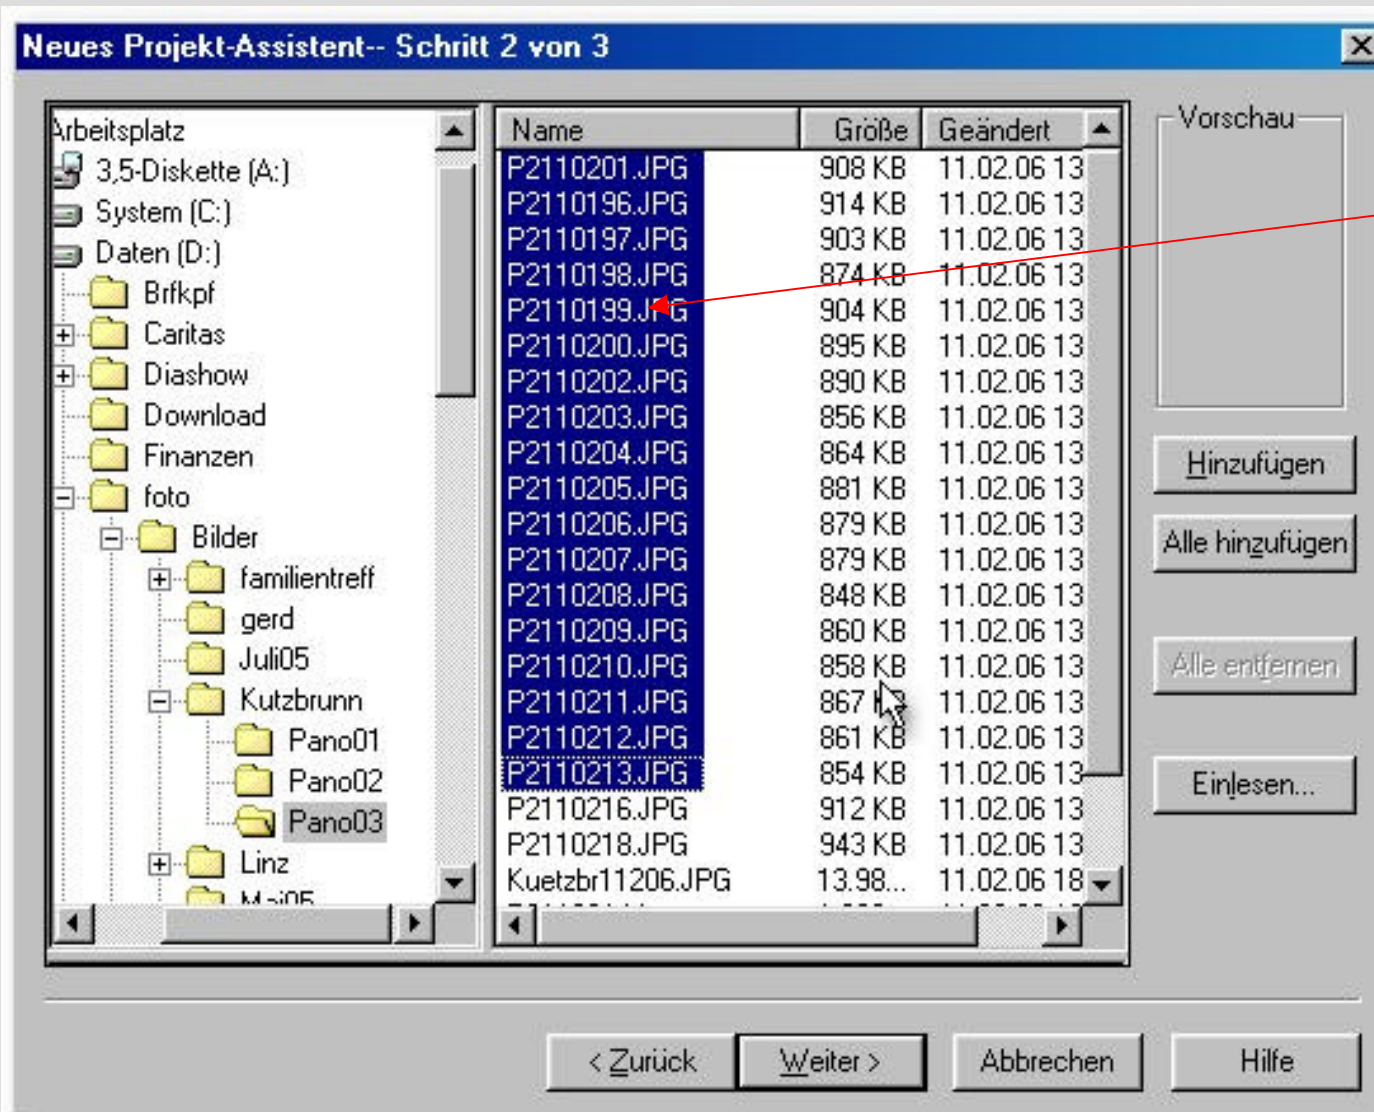 Neues Projekt-Assistent-- Schritt 2 von 3
Arbeitsplatz
3,5-Diskette (A:)
System (C:)
Daten (D:)
Brfkpf
Caritas
Diashow
Download
Finanzen
foto
Bilder
familientreff
gerd
Juli05
Kutzbrunn
Pano01
Pano02
Pano03
Linz
Name Größe Geändert
P2110201.JPG 908 KB 11.02.06 13
P2110196.JPG 914 KB 11.02.06 13
P2110197.JPG 903 KB 11.02.06 13
P2110198.JPG 874 KB 11.02.06 13
P2110199.JPG 904 KB 11.02.06 13
P2110200.JPG 895 KB 11.02.06 13
P2110202.JPG 890 KB 11.02.06 13
P2110203.JPG 856 KB 11.02.06 13
P2110204.JPG 864 KB 11.02.06 13
P2110205.JPG 881 KB 11.02.06 13
P2110206.JPG 879 KB 11.02.06 13
P2110207.JPG 879 KB 11.02.06 13
P2110208.JPG 848 KB 11.02.06 13
P2110209.JPG 860 KB 11.02.06 13
P2110210.JPG 858 KB 11.02.06 13
P2110211.JPG 867 KB 11.02.06 13
P2110212.JPG 861 KB 11.02.06 13
P2110213.JPG 854 KB 11.02.06 13
P2110216.JPG 912 KB 11.02.06 13
P2110218.JPG 943 KB 11.02.06 13
Kuetzbr11206.JPG 13.98... 11.02.06 18
Vorschau
Hinzufügen
Alle hinzufügen
Alle entfernen
Einlesen...
< Zurück
Weiter >
Abbrechen
Hilfe